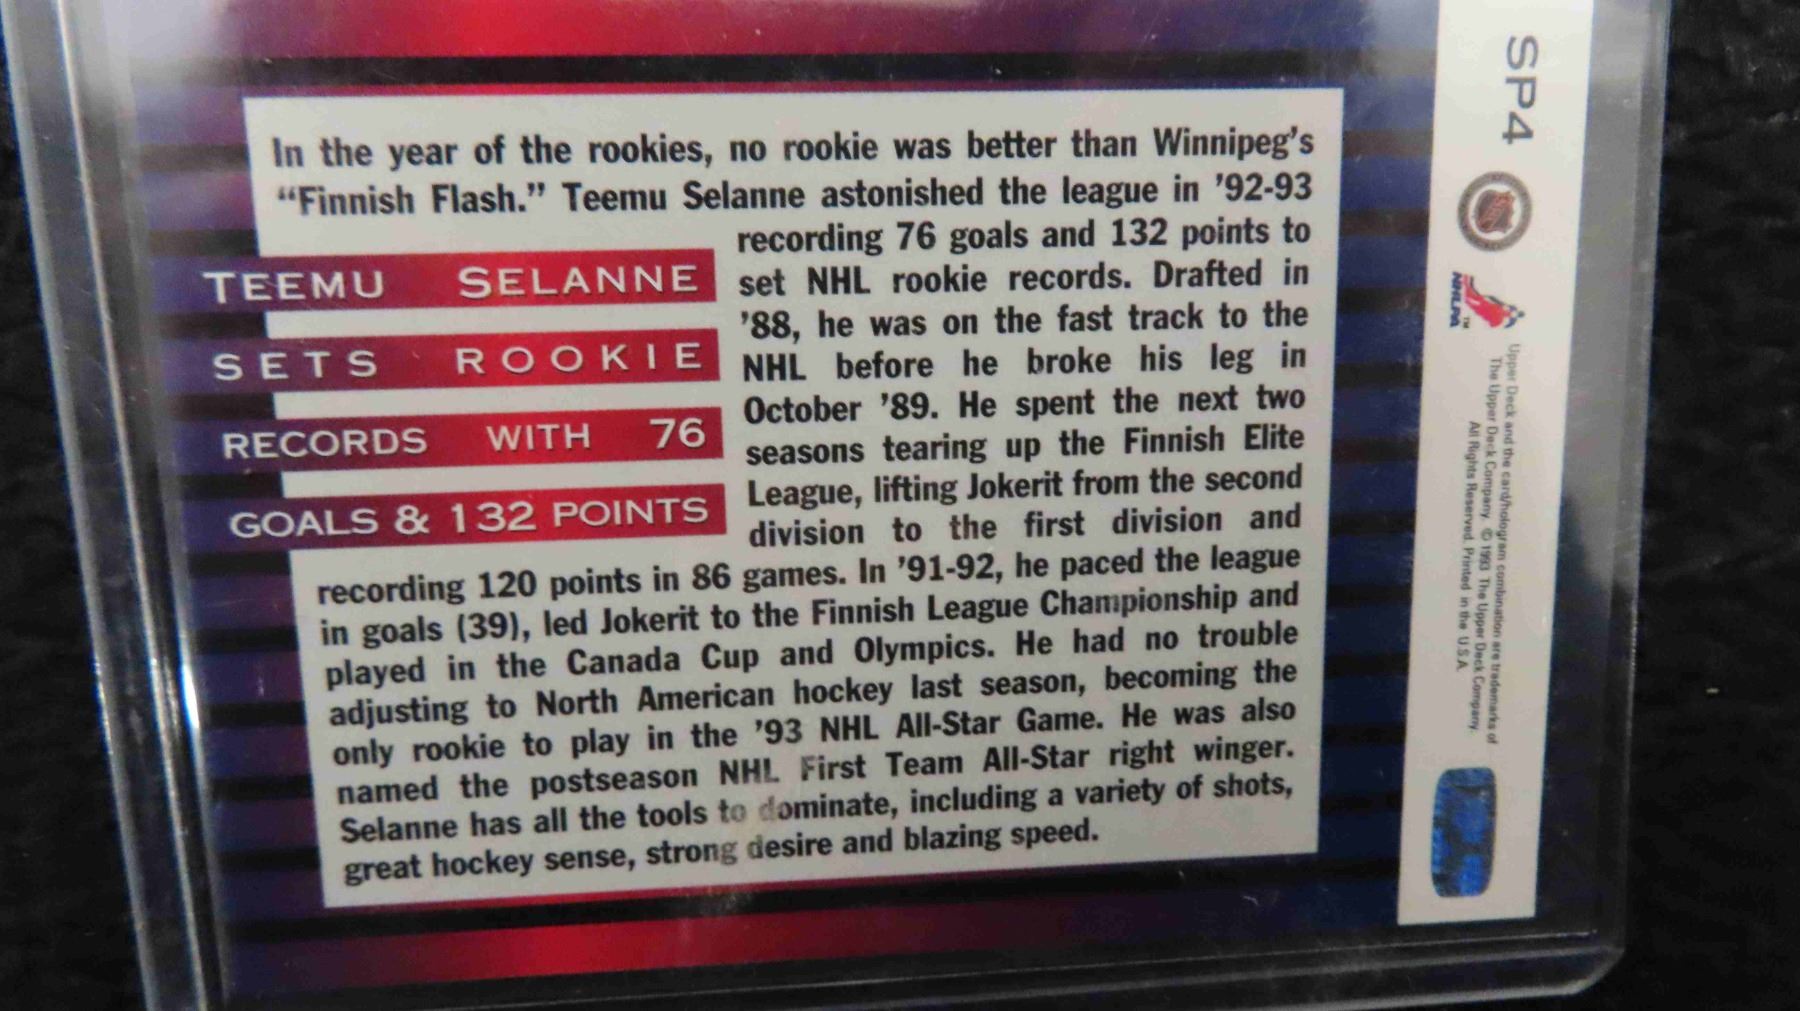 In the year of the rookies, no rookie was better than Winnipeg's
“Finnish Flash.” Teemu Selanne astonished the league in '92-93
recording 76 goals and 132 points to
set NHL rookie records. Drafted in
'88, he was on the fast track to the
NHL before he broke his leg in
October '89. He spent the next two
seasons tearing up the Finnish Elite
League, lifting Jokerit from the second
division to the first division and
recording 120 points in 86 games. In '91-92, he paced the league
in goals (39), led Jokerit to the Finnish League Championship and
played in the Canada Cup and Olympics. He had no trouble
adjusting to North American hockey last season, becoming the
only rookie to play in the '93 NHL All-Star Game. He was also
named the postseason NHL First Team All-Star right winger.
Selanne has all the tools to dominate, including a variety of shots,
great hockey sense, strong desire and blazing speed.
TEEMU SELANNE
SETS ROOKIE
RECORDS WITH 76
GOALS & 132 POINTS
SP4
NHL
NHLPA
TM
Upper Deck and the card/hologram combination are trademarks of
The Upper Deck Company. © 1993 The Upper Deck Company.
All Rights Reserved. Printed in the U.S.A.